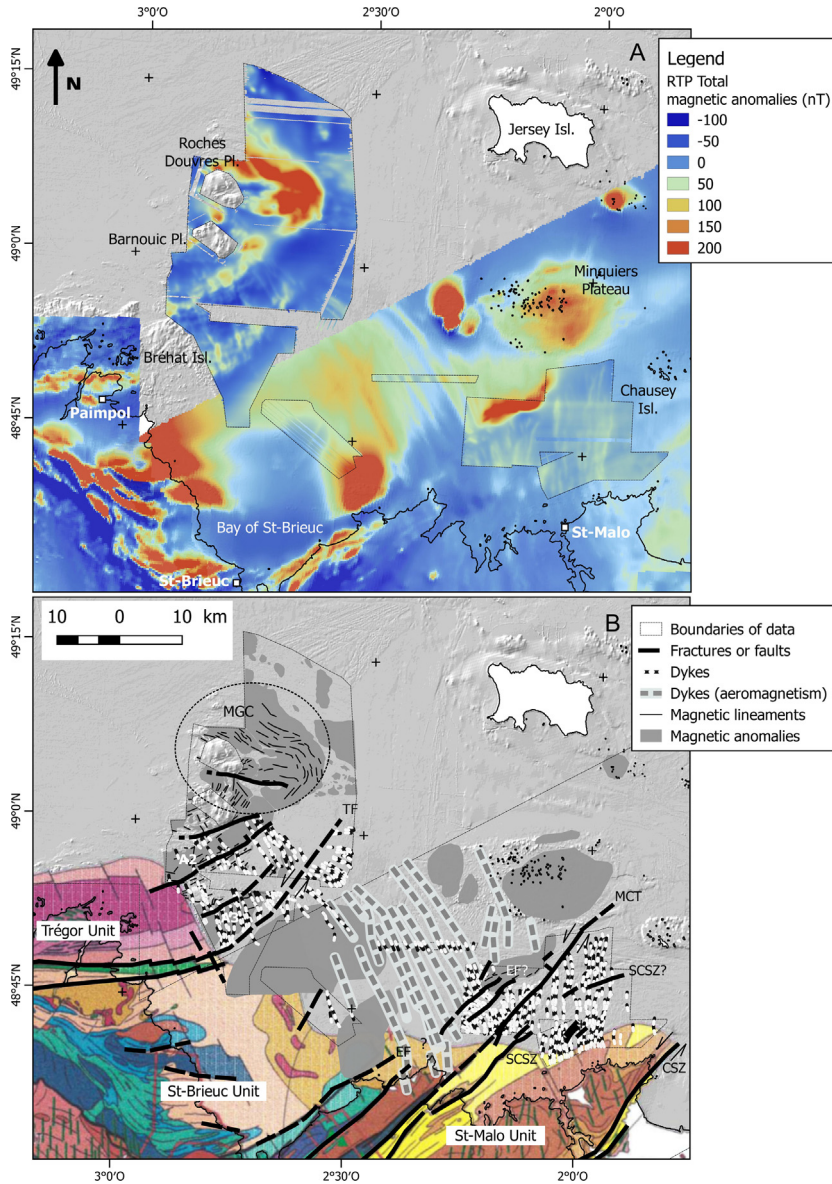 3°0'O
2°30'O
2°0'O
A
49°15'N
N
Legend
RTP Total
magnetic anomalies (nT)
-100
-50
0
50
100
150
200
Jersey Isl.
Roches
Douvres Pl.
49°0'N
Barnouic Pl.
Minquiers
Plateau
Bréhat Isl.
Paimpol
Chausey
Isl.
48°45'N
Bay of St-Brieuc
St-Malo
St-Brieuc
B
10 0 10 km
49°15'N
Boundaries of data
Fractures or faults
Dykes
Dykes (aeromagnetism)
Magnetic lineaments
Magnetic anomalies
MGC
49°0'N
TF
A2
MCT
Trégor Unit
SCSZ?
EF?
48°45'N
?
EF
?
SCSZ
CSZ
St-Brieuc Unit
St-Malo Unit
3°0'O
2°30'O
2°0'O